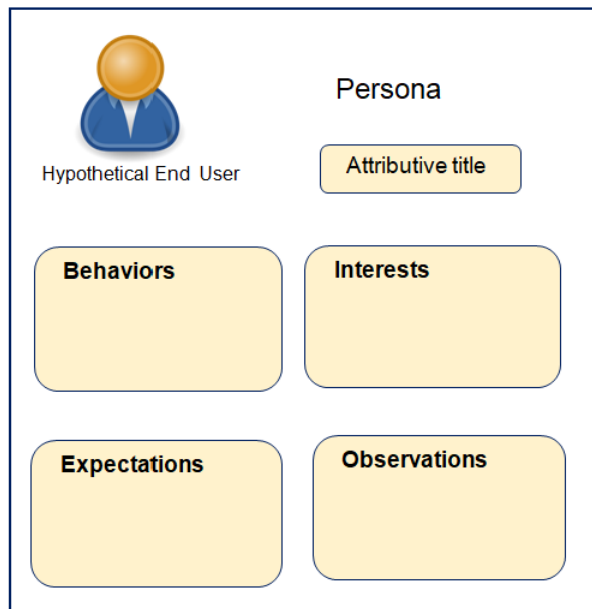 Persona
Hypothetical End User
Attributive title
Behaviors
Interests
Expectations
Observations